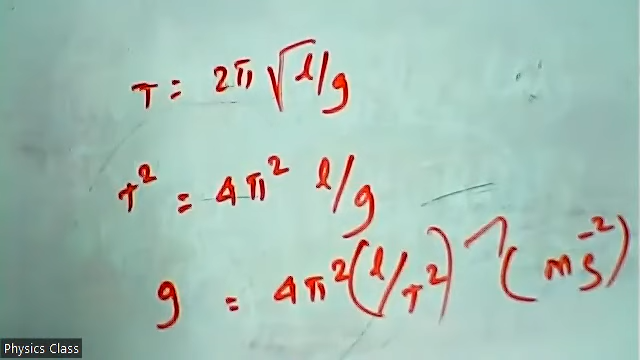 T = 2π √l/g
T² = 4π² l/g
g = 4π²(l/T²) (ms⁻²)
Physics Class